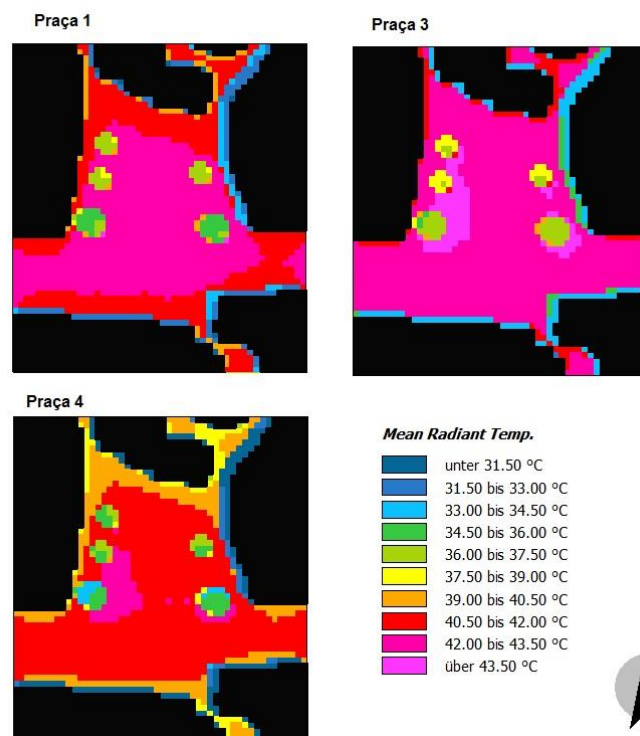 Praça 1
Praça 3
Praça 4
Mean Radiant Temp.
unter 31.50 °C
31.50 bis 33.00 °C
33.00 bis 34.50 °C
34.50 bis 36.00 °C
36.00 bis 37.50 °C
37.50 bis 39.00 °C
39.00 bis 40.50 °C
40.50 bis 42.00 °C
42.00 bis 43.50 °C
über 43.50 °C